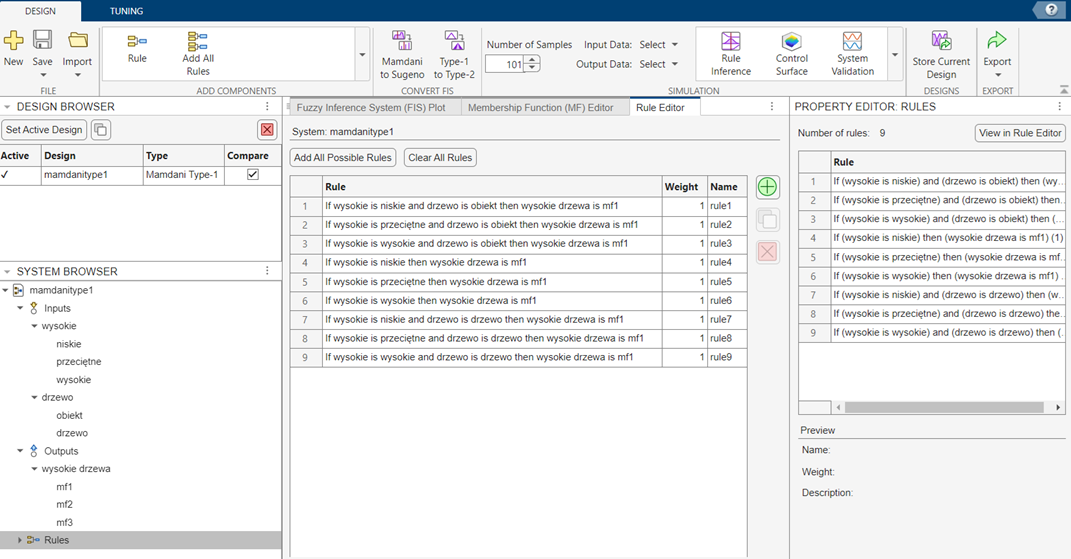 DESIGN TUNING
?
New Save Import
FILE
Rule Add All Rules
ADD COMPONENTS
Mamdani to Sugeno Type-1 to Type-2
CONVERT FIS
Number of Samples 101
Input Data: Select
Output Data: Select
Rule Inference Control Surface System Validation
SIMULATION
Store Current Design
DESIGNS
Export
EXPORT
DESIGN BROWSER
Set Active Design
Active Design Type Compare
mamdanitype1 Mamdani Type-1
SYSTEM BROWSER
mamdanitype1
Inputs
wysokie
niskie
przeciętne
wysokie
drzewo
obiekt
drzewo
Outputs
wysokie drzewa
mf1
mf2
mf3
Rules
Fuzzy Inference System (FIS) Plot Membership Function (MF) Editor Rule Editor
System: mamdanitype1
Add All Possible Rules Clear All Rules
Rule Weight Name
1 If wysokie is niskie and drzewo is obiekt then wysokie drzewa is mf1 1 rule1
2 If wysokie is przeciętne and drzewo is obiekt then wysokie drzewa is mf1 1 rule2
3 If wysokie is wysokie and drzewo is obiekt then wysokie drzewa is mf1 1 rule3
4 If wysokie is niskie then wysokie drzewa is mf1 1 rule4
5 If wysokie is przeciętne then wysokie drzewa is mf1 1 rule5
6 If wysokie is wysokie then wysokie drzewa is mf1 1 rule6
7 If wysokie is niskie and drzewo is drzewo then wysokie drzewa is mf1 1 rule7
8 If wysokie is przeciętne and drzewo is drzewo then wysokie drzewa is mf1 1 rule8
9 If wysokie is wysokie and drzewo is drzewo then wysokie drzewa is mf1 1 rule9
PROPERTY EDITOR: RULES
Number of rules: 9 View in Rule Editor
Rule
1 If (wysokie is niskie) and (drzewo is obiekt) then (wy...
2 If (wysokie is przeciętne) and (drzewo is obiekt) then...
3 If (wysokie is wysokie) and (drzewo is obiekt) then (...
4 If (wysokie is niskie) then (wysokie drzewa is mf1) (1)
5 If (wysokie is przeciętne) then (wysokie drzewa is mf...
6 If (wysokie is wysokie) then (wysokie drzewa is mf1) ...
7 If (wysokie is niskie) and (drzewo is drzewo) then (w...
8 If (wysokie is przeciętne) and (drzewo is drzewo) the...
9 If (wysokie is wysokie) and (drzewo is drzewo) then (...
Preview
Name:
Weight:
Description: